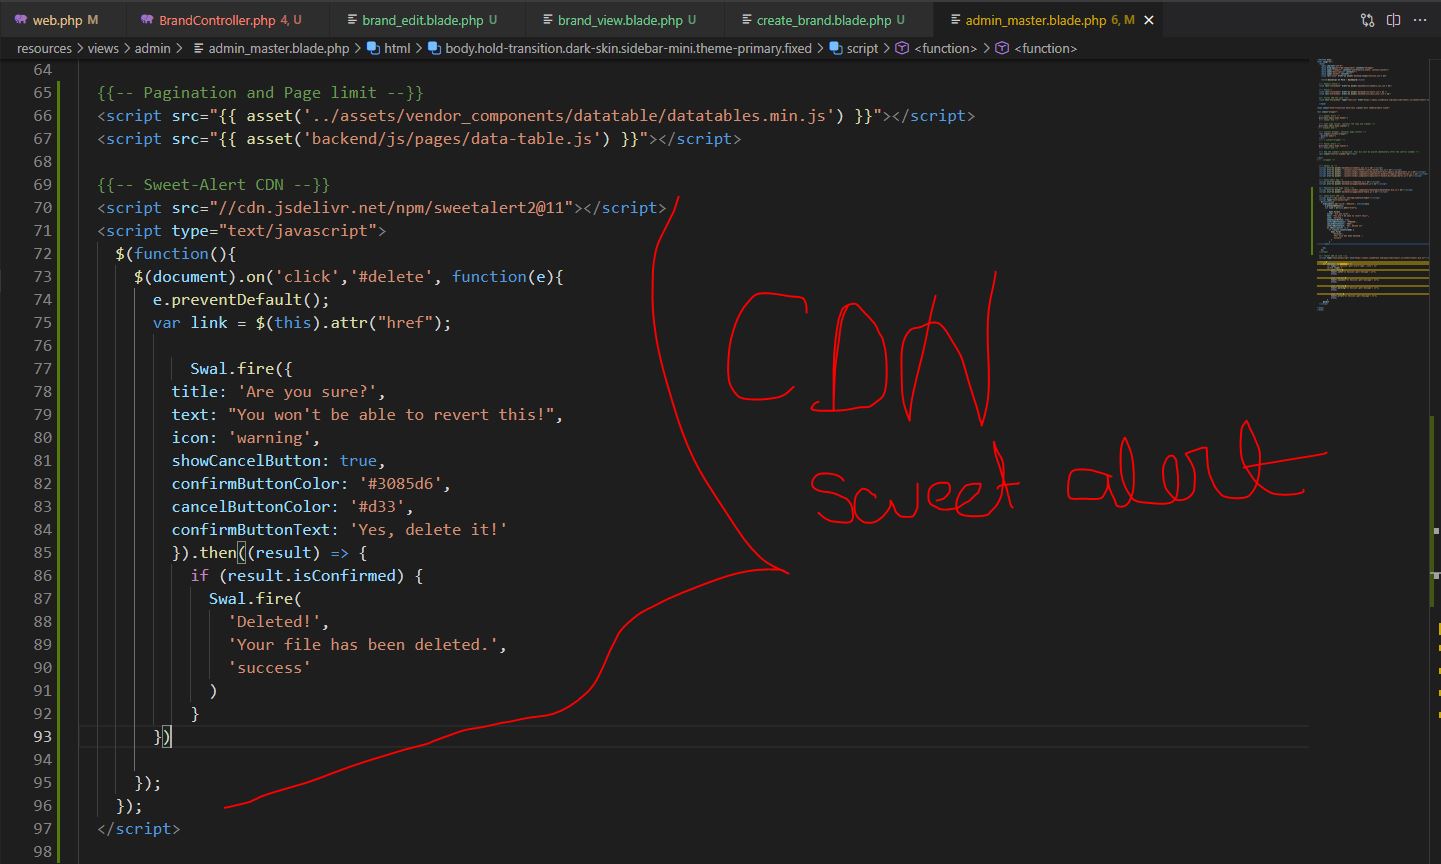 web.php M
BrandController.php 4, U
brand_edit.blade.php U
brand_view.blade.php U
create_brand.blade.php U
admin_master.blade.php 6, M
resources > views > admin > admin_master.blade.php > html > body.hold-transition.dark-skin.sidebar-mini.theme-primary.fixed > script > <function> > <function>
64
65 {{-- Pagination and Page limit --}}
66 <script src="{{ asset('../assets/vendor_components/datatable/datatables.min.js') }}"></script>
67 <script src="{{ asset('backend/js/pages/data-table.js') }}"></script>
68
69 {{-- Sweet-Alert CDN --}}
70 <script src="//cdn.jsdelivr.net/npm/sweetalert2@11"></script>
71 <script type="text/javascript">
72 $(function(){
73 $(document).on('click','#delete', function(e){
74 e.preventDefault();
75 var link = $(this).attr("href");
76
77 Swal.fire({
78 title: 'Are you sure?',
79 text: "You won't be able to revert this!",
80 icon: 'warning',
81 showCancelButton: true,
82 confirmButtonColor: '#3085d6',
83 cancelButtonColor: '#d33',
84 confirmButtonText: 'Yes, delete it!'
85 }).then((result) => {
86 if (result.isConfirmed) {
87 Swal.fire(
88 'Deleted!',
89 'Your file has been deleted.',
90 'success'
91 )
92 }
93 })
94
95 });
96 });
97 </script>
98
CDN
sweet alert